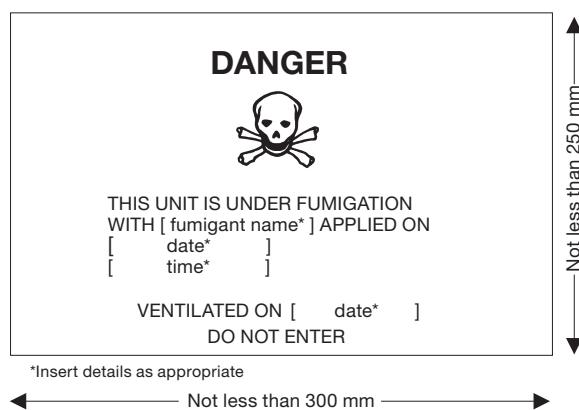 DANGER
THIS UNIT IS UNDER FUMIGATION
WITH [ fumigant name* ] APPLIED ON
[ date* ]
[ time* ]
VENTILATED ON [ date* ]
DO NOT ENTER
*Insert details as appropriate
Not less than 300 mm
Not less than 250 mm